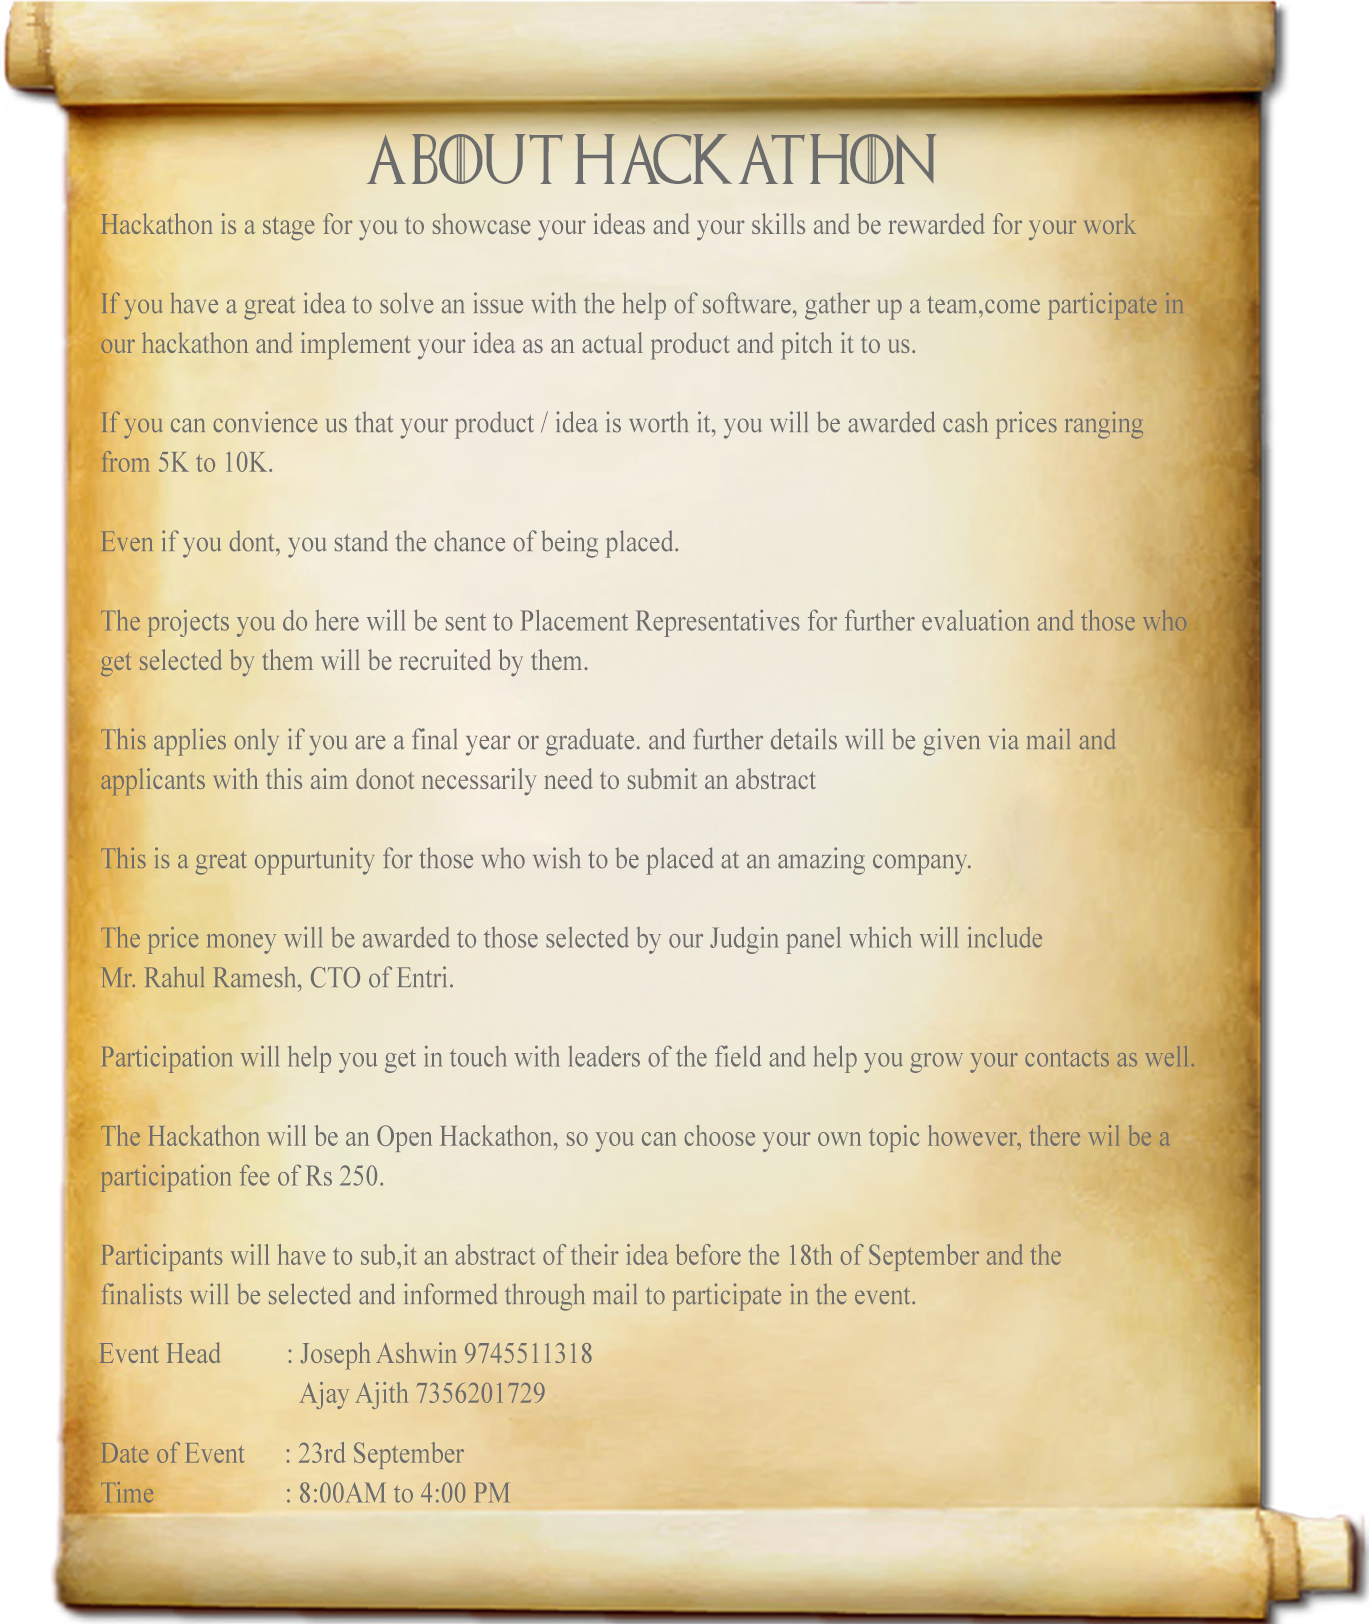 ABOUT HACKATHON
Hackathon is a stage for you to showcase your ideas and your skills and be rewarded for your work
If you have a great idea to solve an issue with the help of software, gather up a team,come participate in
our hackathon and implement your idea as an actual product and pitch it to us.
If you can convience us that your product / idea is worth it, you will be awarded cash prices ranging
from 5K to 10K.
Even if you dont, you stand the chance of being placed.
The projects you do here will be sent to Placement Representatives for further evaluation and those who
get selected by them will be recruited by them.
This applies only if you are a final year or graduate. and further details will be given via mail and
applicants with this aim donot necessarily need to submit an abstract
This is a great oppurtunity for those who wish to be placed at an amazing company.
The price money will be awarded to those selected by our Judgin panel which will include
Mr. Rahul Ramesh, CTO of Entri.
Participation will help you get in touch with leaders of the field and help you grow your contacts as well.
The Hackathon will be an Open Hackathon, so you can choose your own topic however, there wil be a
participation fee of Rs 250.
Participants will have to sub,it an abstract of their idea before the 18th of September and the
finalists will be selected and informed through mail to participate in the event.
Event Head : Joseph Ashwin 9745511318
Ajay Ajith 7356201729
Date of Event : 23rd September
Time : 8:00AM to 4:00 PM